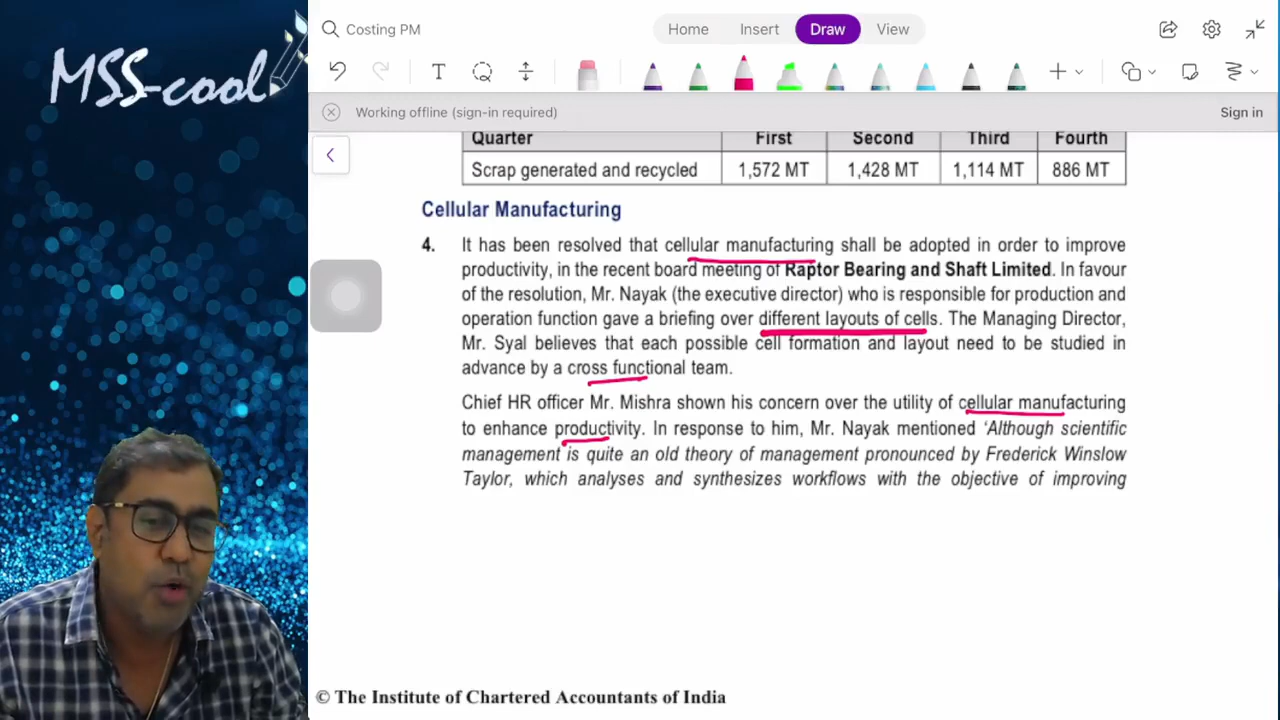 MSS-cool
Costing PM
Home Insert Draw View
Working offline (sign-in required) Sign in
Quarter First Second Third Fourth
Scrap generated and recycled 1,572 MT 1,428 MT 1,114 MT 886 MT
Cellular Manufacturing
4. It has been resolved that cellular manufacturing shall be adopted in order to improve
productivity, in the recent board meeting of Raptor Bearing and Shaft Limited. In favour
of the resolution, Mr. Nayak (the executive director) who is responsible for production and
operation function gave a briefing over different layouts of cells. The Managing Director,
Mr. Syal believes that each possible cell formation and layout need to be studied in
advance by a cross functional team.
Chief HR officer Mr. Mishra shown his concern over the utility of cellular manufacturing
to enhance productivity. In response to him, Mr. Nayak mentioned ‘Although scientific
management is quite an old theory of management pronounced by Frederick Winslow
Taylor, which analyses and synthesizes workflows with the objective of improving
© The Institute of Chartered Accountants of India